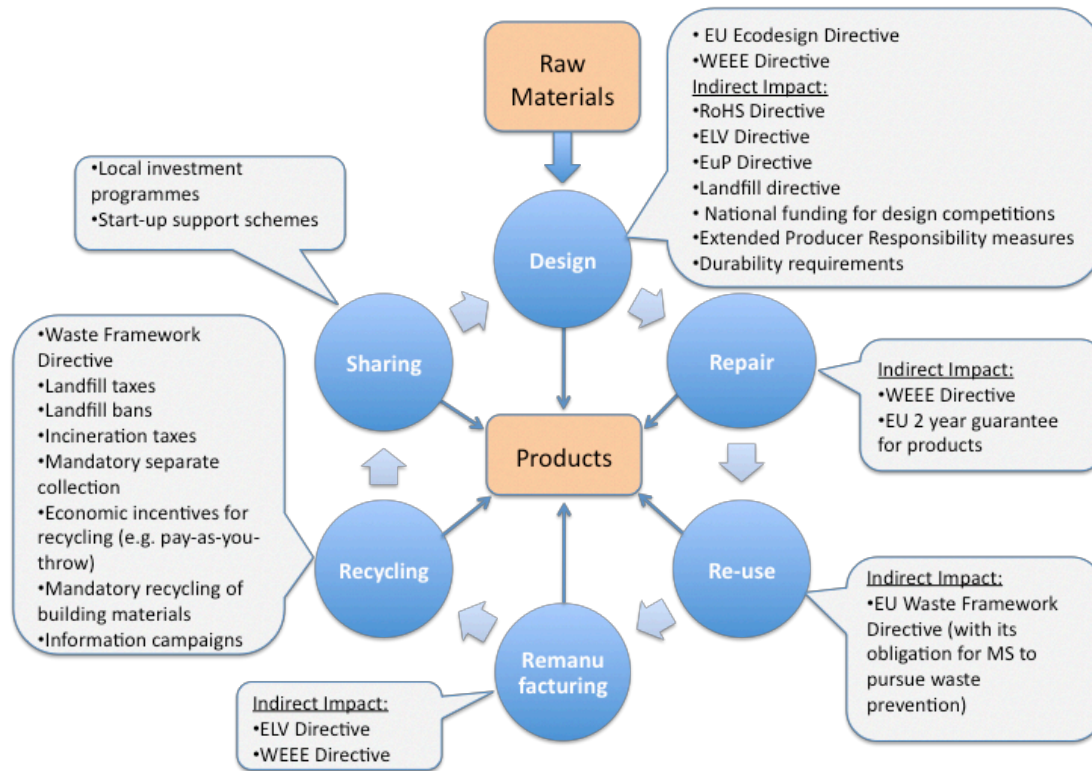 Raw
Materials
• EU Ecodesign Directive
•WEEE Directive
Indirect Impact:
•RoHS Directive
•ELV Directive
•EuP Directive
•Landfill directive
• National funding for design competitions
•Extended Producer Responsibility measures
•Durability requirements
•Local investment
programmes
•Start-up support schemes
Design
Sharing
Repair
Products
•Waste Framework
Directive
•Landfill taxes
•Landfill bans
•Incineration taxes
•Mandatory separate
collection
•Economic incentives for
recycling (e.g. pay-as-you-
throw)
•Mandatory recycling of
building materials
•Information campaigns
Indirect Impact:
•WEEE Directive
•EU 2 year guarantee
for products
Recycling
Re-use
Remanu
facturing
Indirect Impact:
•EU Waste Framework
Directive (with its
obligation for MS to
pursue waste
prevention)
Indirect Impact:
•ELV Directive
•WEEE Directive